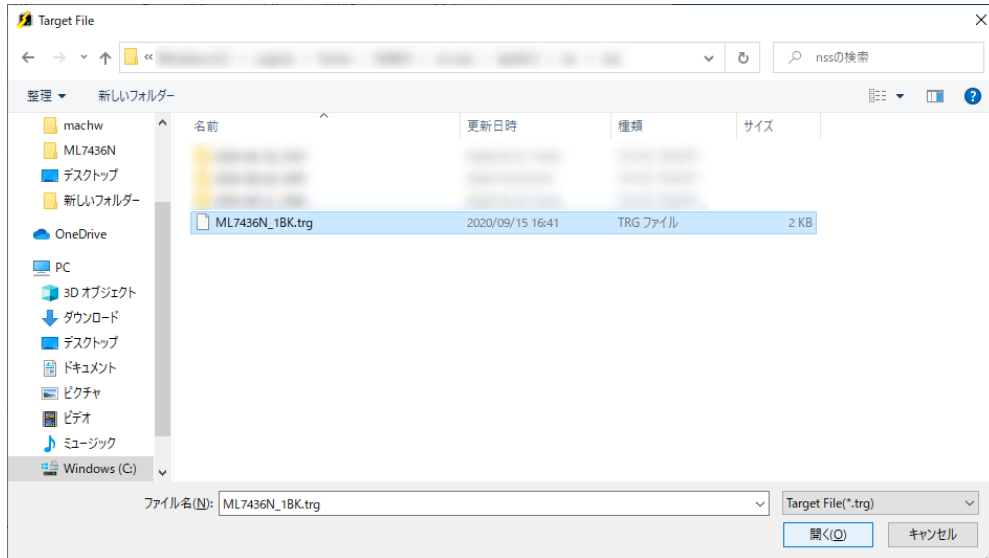 Target File
«
nssの検索
整理
新しいフォルダー
?
名前 更新日時 種類 サイズ
machw
ML7436N
デスクトップ
新しいフォルダー
OneDrive
PC
3D オブジェクト
ダウンロード
デスクトップ
ドキュメント
ピクチャ
ビデオ
ミュージック
Windows (C:)
ML7436N_1BK.trg 2020/09/15 16:41 TRG ファイル 2 KB
ファイル名(N): ML7436N_1BK.trg Target File(*.trg)
開く(O) キャンセル